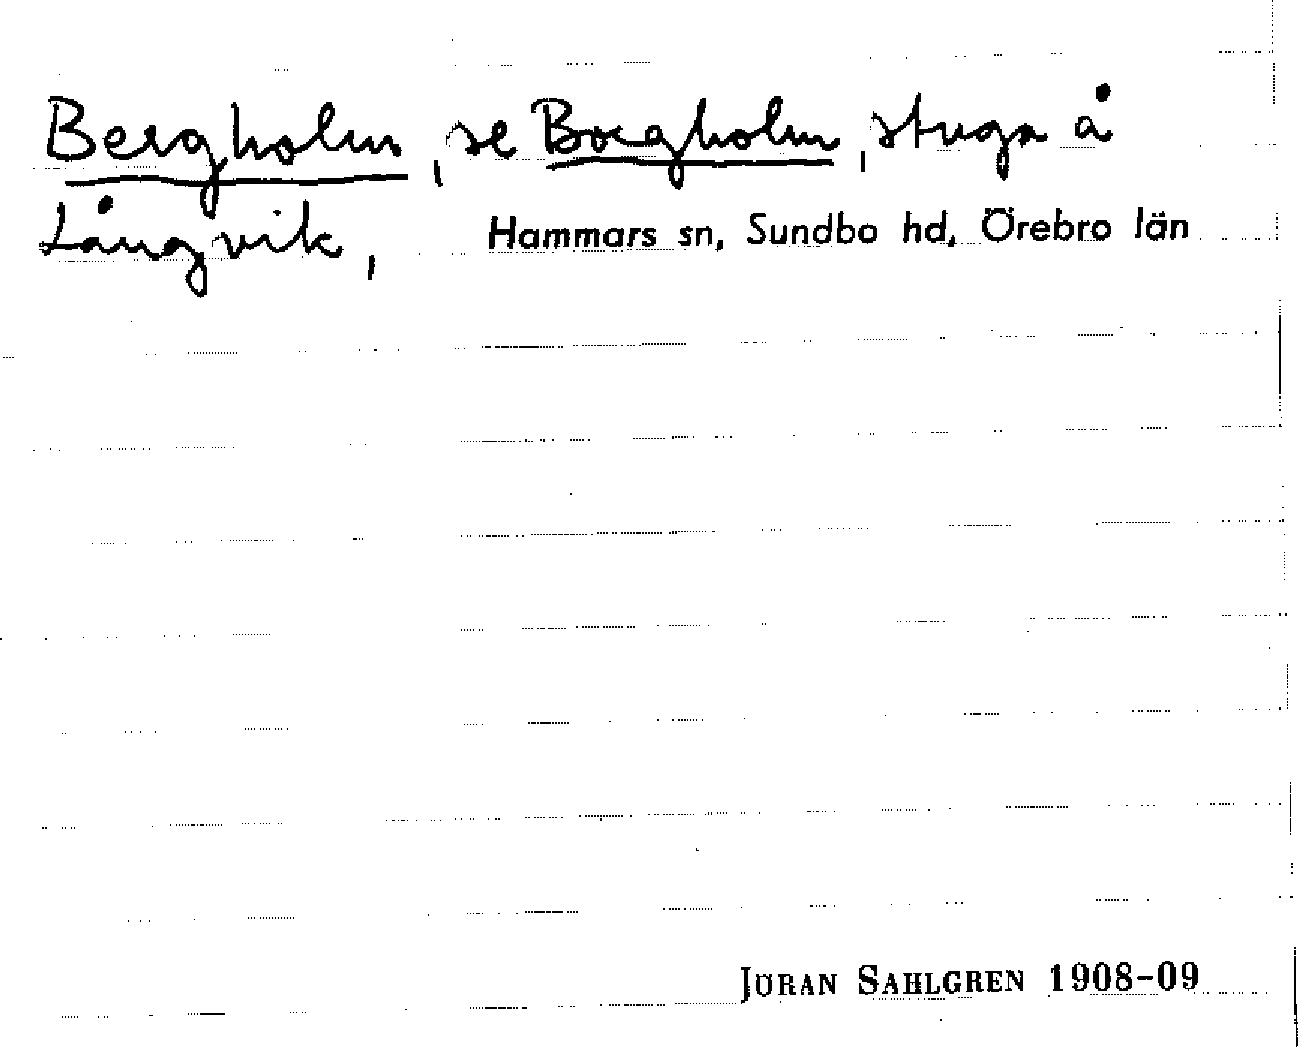 Bergholm, se Borgholm, stuga å
Långvik, Hammars sn, Sundbo hd, Örebro län
JÖRAN SAHLGREN 1908-09